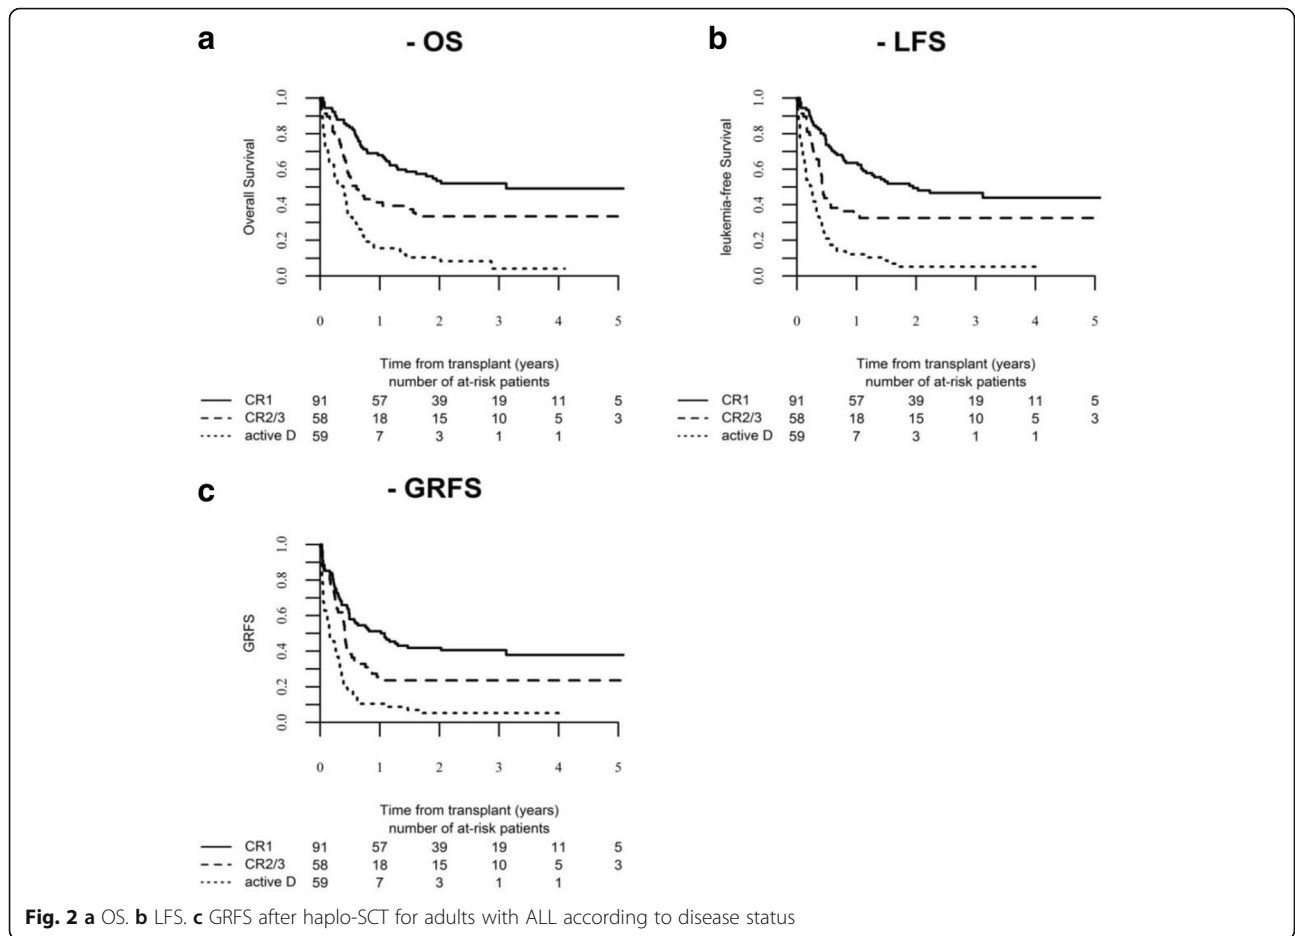 a
- OS
Overall Survival
0.0 0.2 0.4 0.6 0.8 1.0
0 1 2 3 4 5
Time from transplant (years)
number of at-risk patients
CR1 91 57 39 19 11 5
CR2/3 58 18 15 10 5 3
active D 59 7 3 1 1
b
- LFS
leukemia-free Survival
0.0 0.2 0.4 0.6 0.8 1.0
0 1 2 3 4 5
Time from transplant (years)
number of at-risk patients
CR1 91 57 39 19 11 5
CR2/3 58 18 15 10 5 3
active D 59 7 3 1 1
c
- GRFS
GRFS
0.0 0.2 0.4 0.6 0.8 1.0
0 1 2 3 4 5
Time from transplant (years)
number of at-risk patients
CR1 91 57 39 19 11 5
CR2/3 58 18 15 10 5 3
active D 59 7 3 1 1
Fig. 2 a OS. b LFS. c GRFS after haplo-SCT for adults with ALL according to disease status